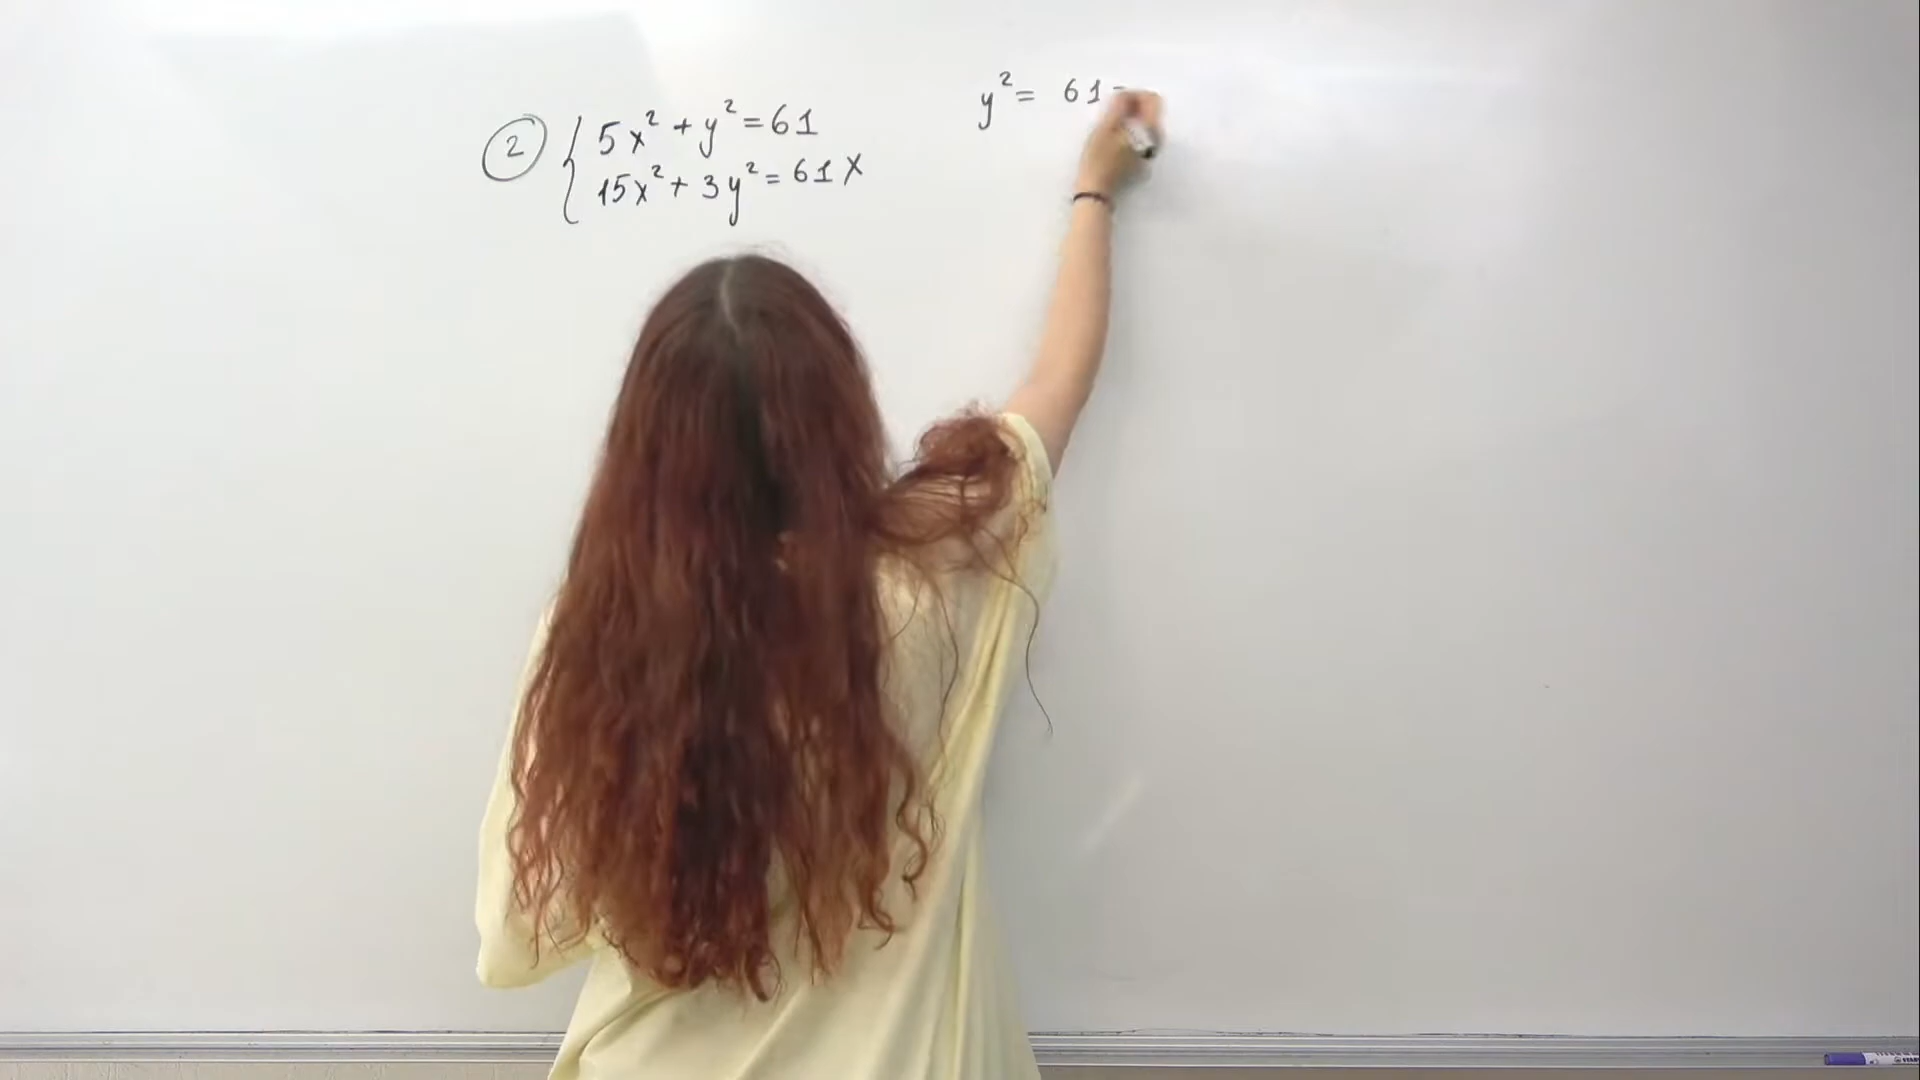 ② { 5x² + y² = 61
15x² + 3y² = 61x
y² = 61-